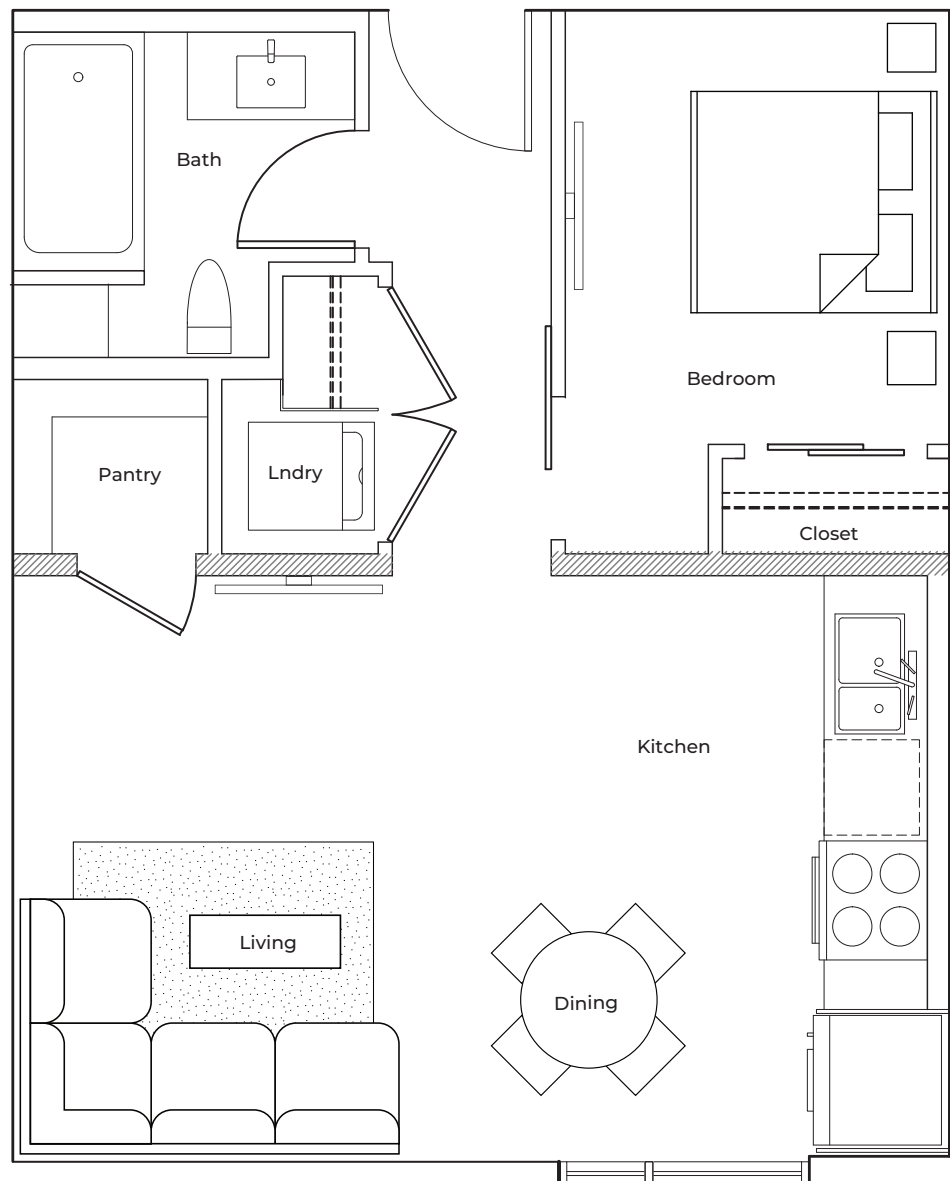 Bath
Bedroom
Pantry
Lndry
Closet
Kitchen
Living
Dining